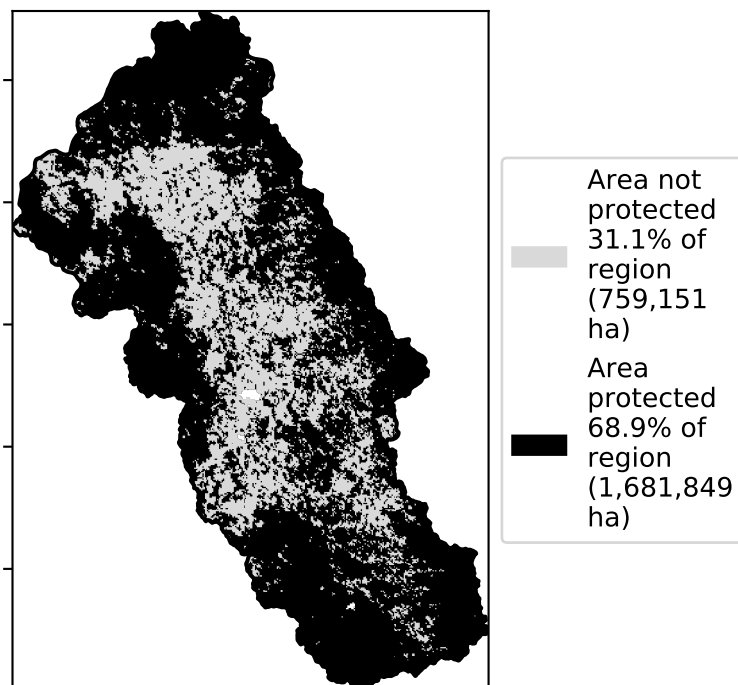 Area not
protected
31.1% of
region
(759,151
ha)
Area
protected
68.9% of
region
(1,681,849
ha)